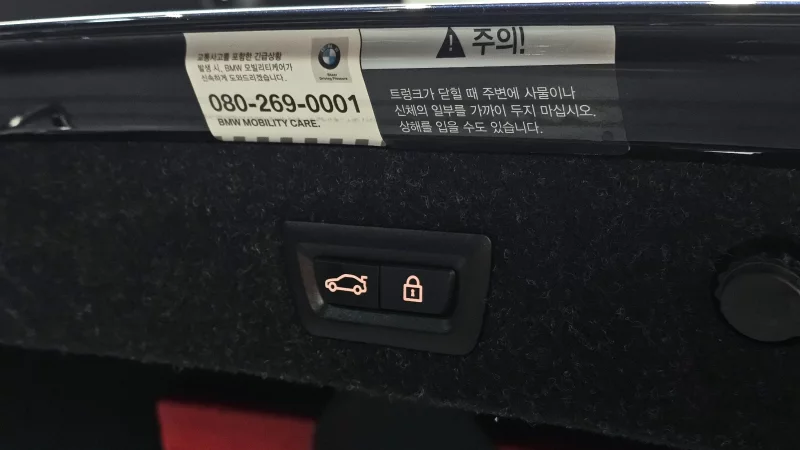 교통사고를 포함한 긴급상황
발생 시, BMW 모빌리티케어가
신속하게 도와드리겠습니다.
080-269-0001
BMW MOBILITY CARE.
주의!
트렁크가 닫힐 때 주변에 사물이나
신체의 일부를 가까이 두지 마십시오.
상해를 입을 수도 있습니다.